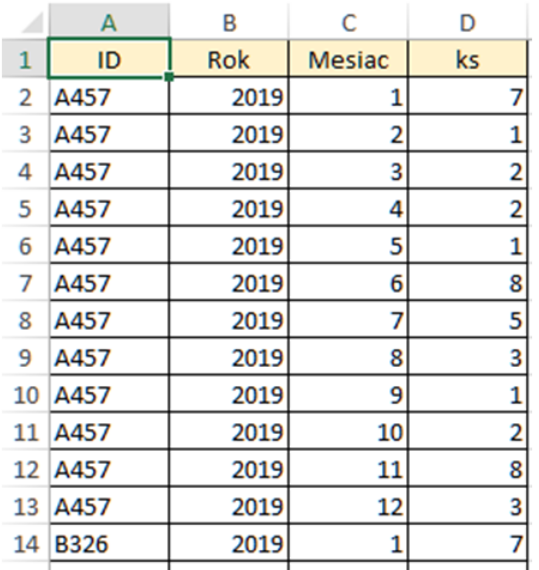 A B C D
1 ID Rok Mesiac ks
2 A457 2019 1 7
3 A457 2019 2 1
4 A457 2019 3 2
5 A457 2019 4 2
6 A457 2019 5 1
7 A457 2019 6 8
8 A457 2019 7 5
9 A457 2019 8 3
10 A457 2019 9 1
11 A457 2019 10 2
12 A457 2019 11 8
13 A457 2019 12 3
14 B326 2019 1 7